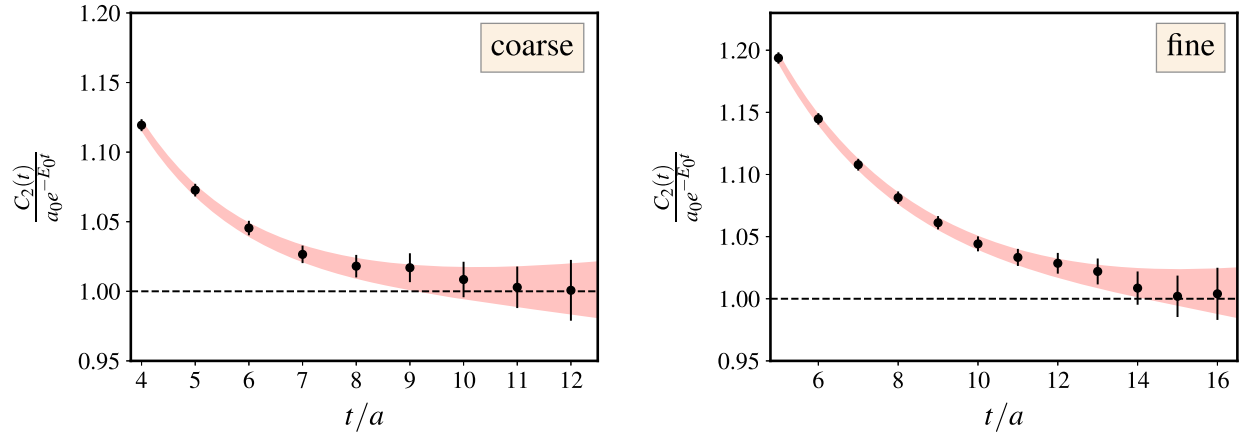 coarse
1.20
1.15
1.10
1.05
1.00
0.95
C₂(t)
a₀e^{−E₀t}
4 5 6 7 8 9 10 11 12
t/a
fine
1.20
1.15
1.10
1.05
1.00
0.95
C₂(t)
a₀e^{−E₀t}
6 8 10 12 14 16
t/a